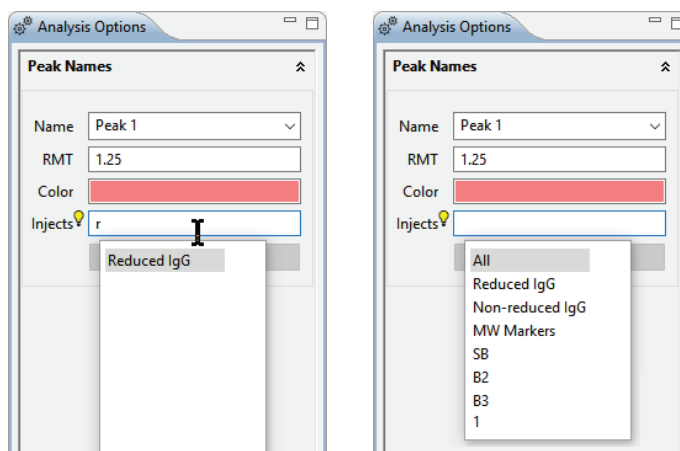 Analysis Options
Peak Names
Name Peak 1
RMT 1.25
Color
Injects r
Reduced IgG
Analysis Options
Peak Names
Name Peak 1
RMT 1.25
Color
Injects
All
Reduced IgG
Non-reduced IgG
MW Markers
SB
B2
B3
1